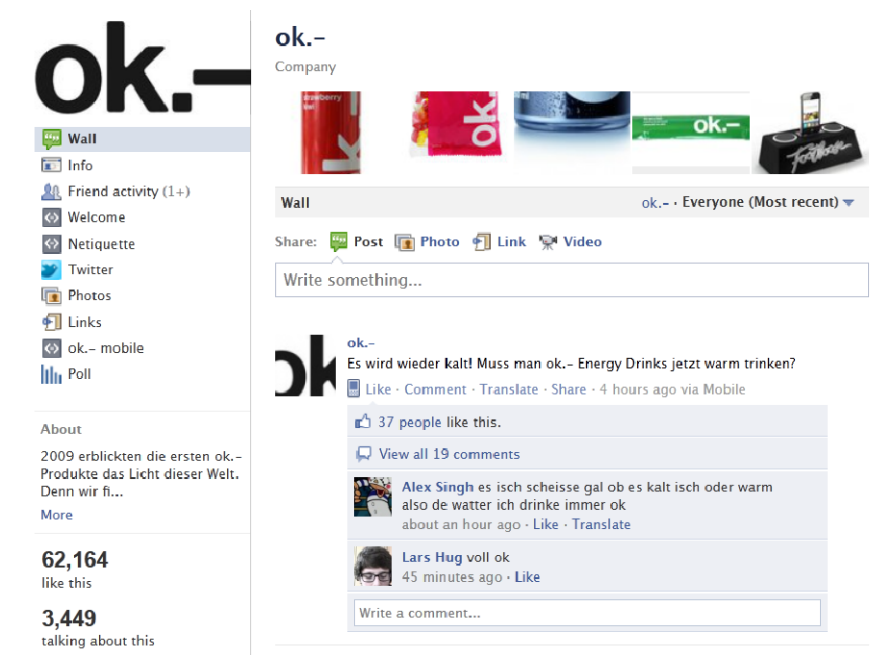 ok.–
Wall
Info
Friend activity (1+)
Welcome
Netiquette
Twitter
Photos
Links
ok.– mobile
Poll
About
2009 erblickten die ersten ok.–
Produkte das Licht dieser Welt.
Denn wir fi...
More
62,164
like this
3,449
talking about this
ok.–
Company
strawberry
k.–
ok.
ok.–
Wall
ok.– · Everyone (Most recent)
Share: Post Photo Link Video
Write something...
ok
ok.–
Es wird wieder kalt! Muss man ok.– Energy Drinks jetzt warm trinken?
Like · Comment · Translate · Share · 4 hours ago via Mobile
37 people like this.
View all 19 comments
Alex Singh es isch scheisse gal ob es kalt isch oder warm
also de watter ich drinke immer ok
about an hour ago · Like · Translate
Lars Hug voll ok
45 minutes ago · Like
Write a comment...